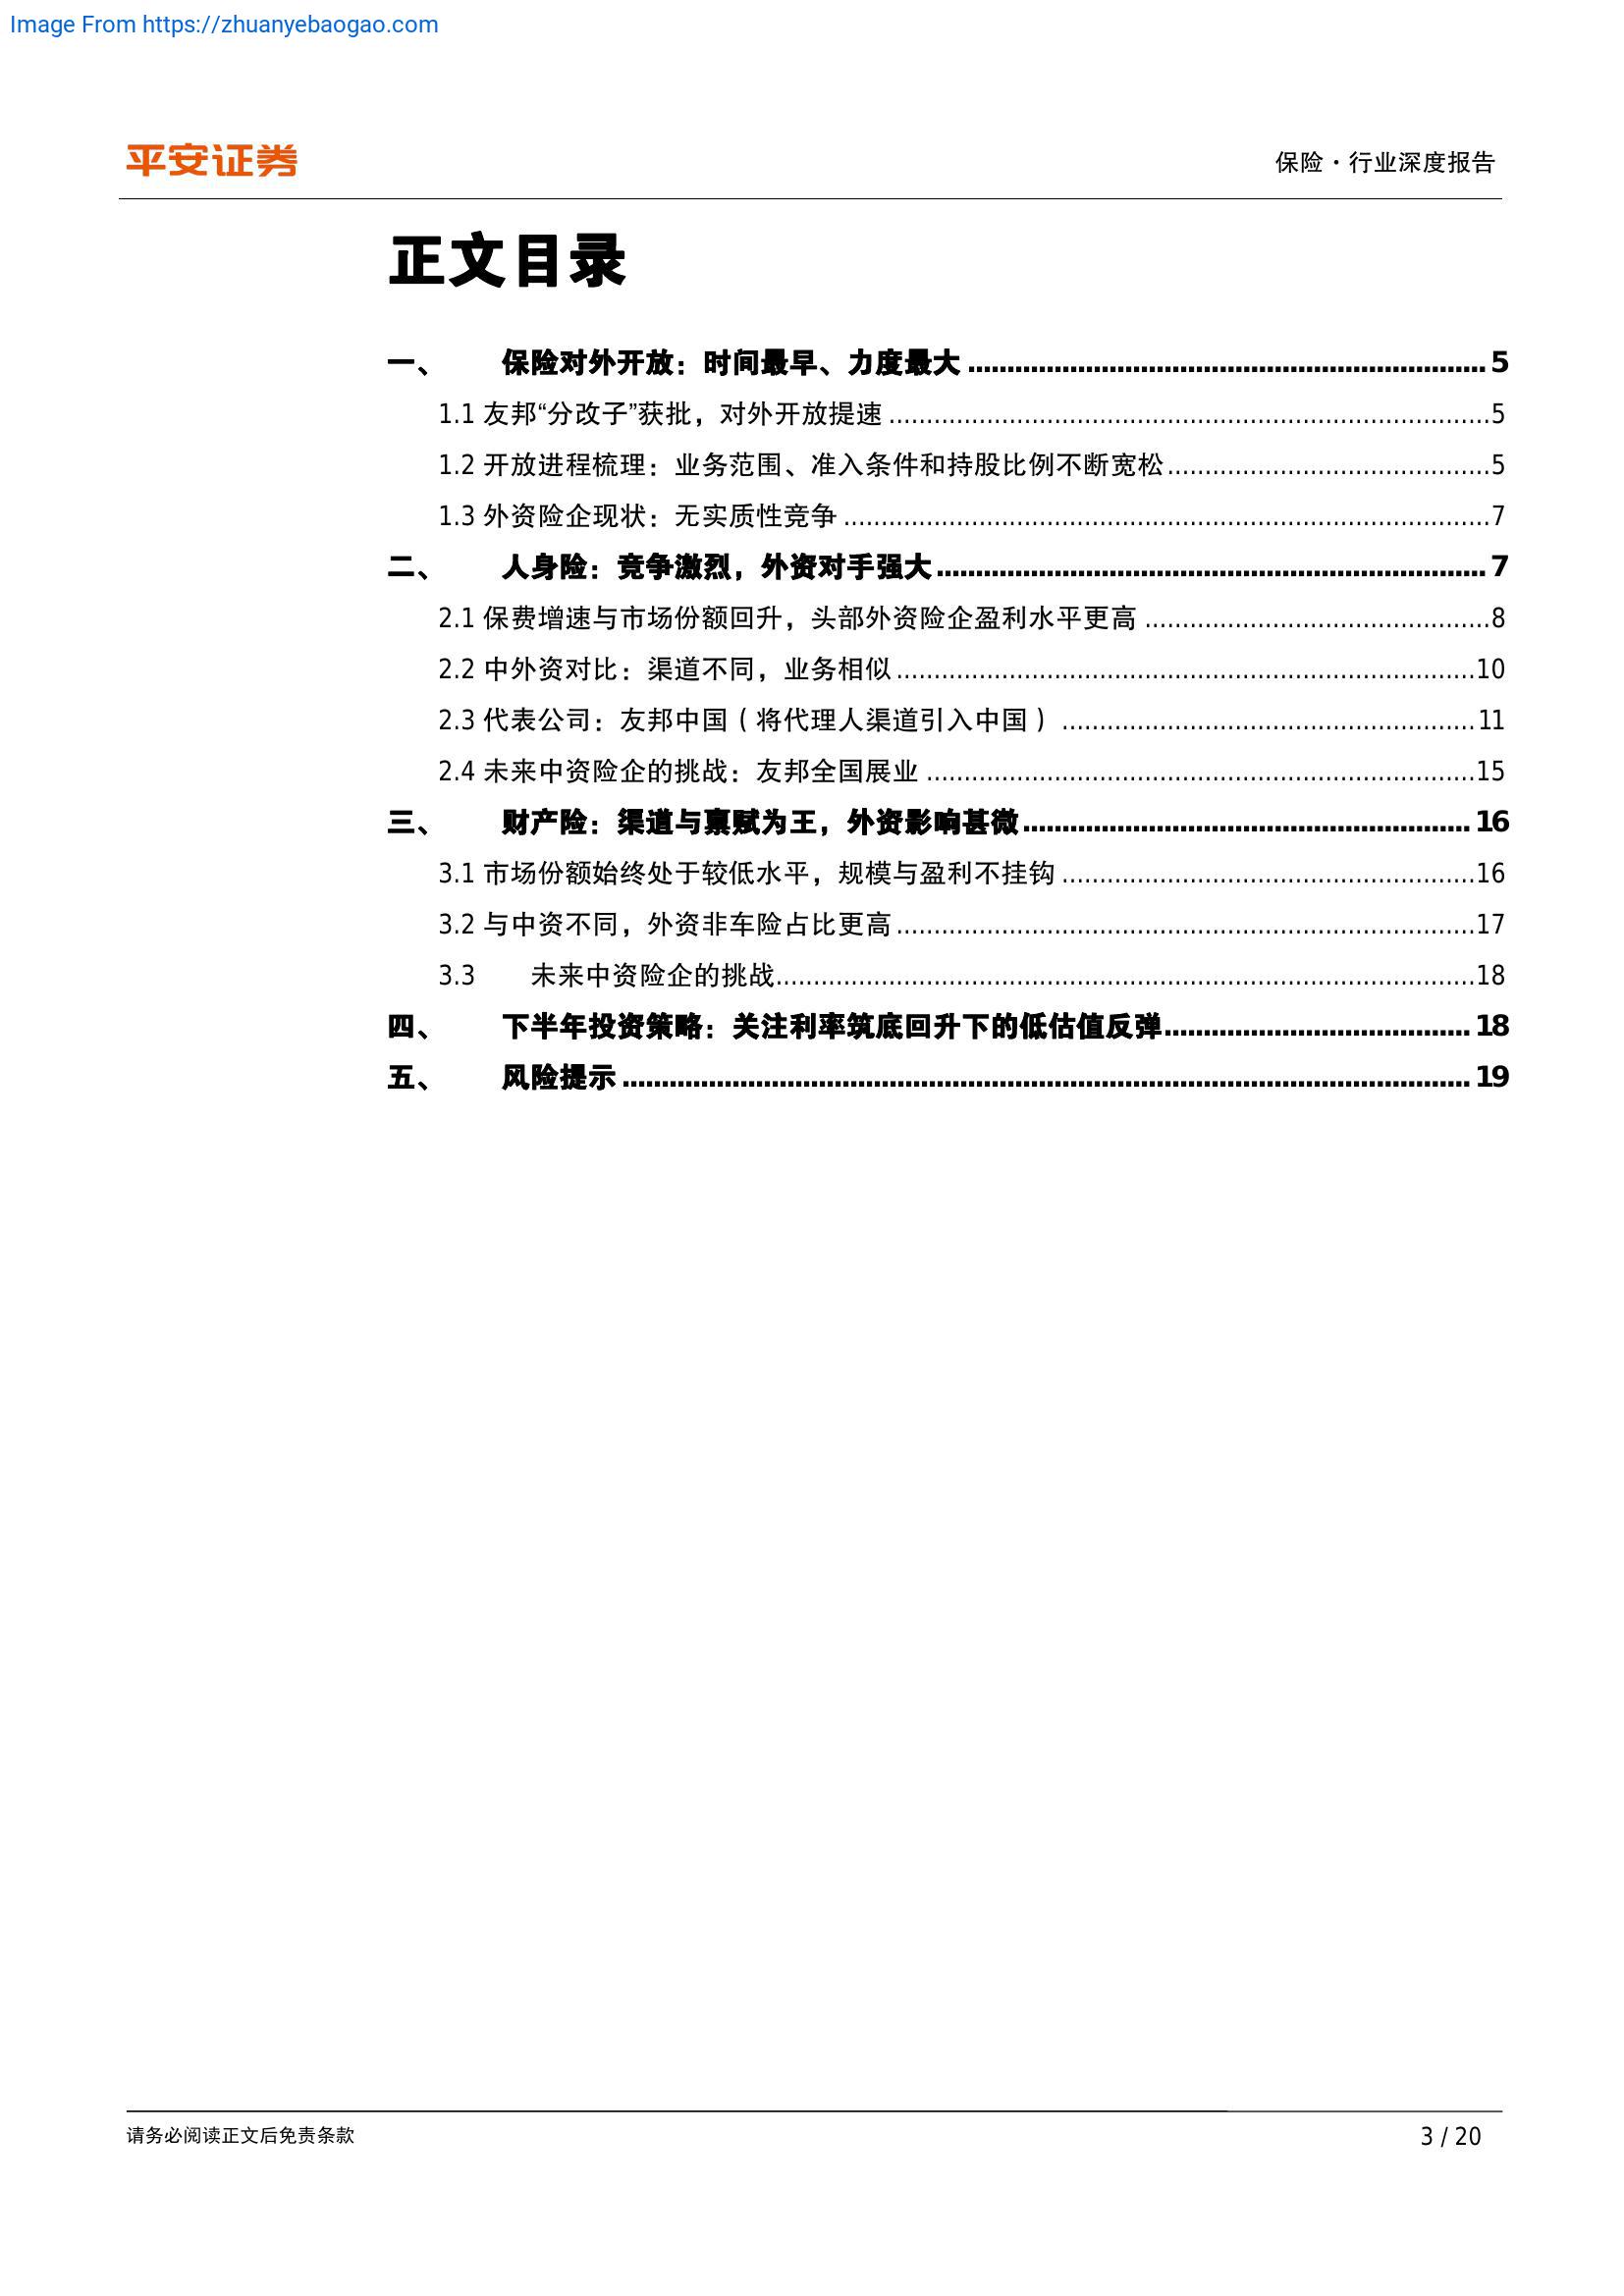 Image From https://zhuanyebaogao.com
平安证券
保险·行业深度报告
正文目录
一、 保险对外开放：时间最早、力度最大 5
1.1 友邦“分改子”获批，对外开放提速 5
1.2 开放进程梳理：业务范围、准入条件和持股比例不断宽松 5
1.3 外资险企现状：无实质性竞争 7
二、 人身险：竞争激烈，外资对手强大 7
2.1 保费增速与市场份额回升，头部外资险企盈利水平更高 8
2.2 中外资对比：渠道不同，业务相似 10
2.3 代表公司：友邦中国（将代理人渠道引入中国） 11
2.4 未来中资险企的挑战：友邦全国展业 15
三、 财产险：渠道与禀赋为王，外资影响甚微 16
3.1 市场份额始终处于较低水平，规模与盈利不挂钩 16
3.2 与中资不同，外资非车险占比更高 17
3.3 未来中资险企的挑战 18
四、 下半年投资策略：关注利率筑底回升下的低估值反弹 18
五、 风险提示 19
请务必阅读正文后免责条款
3 / 20